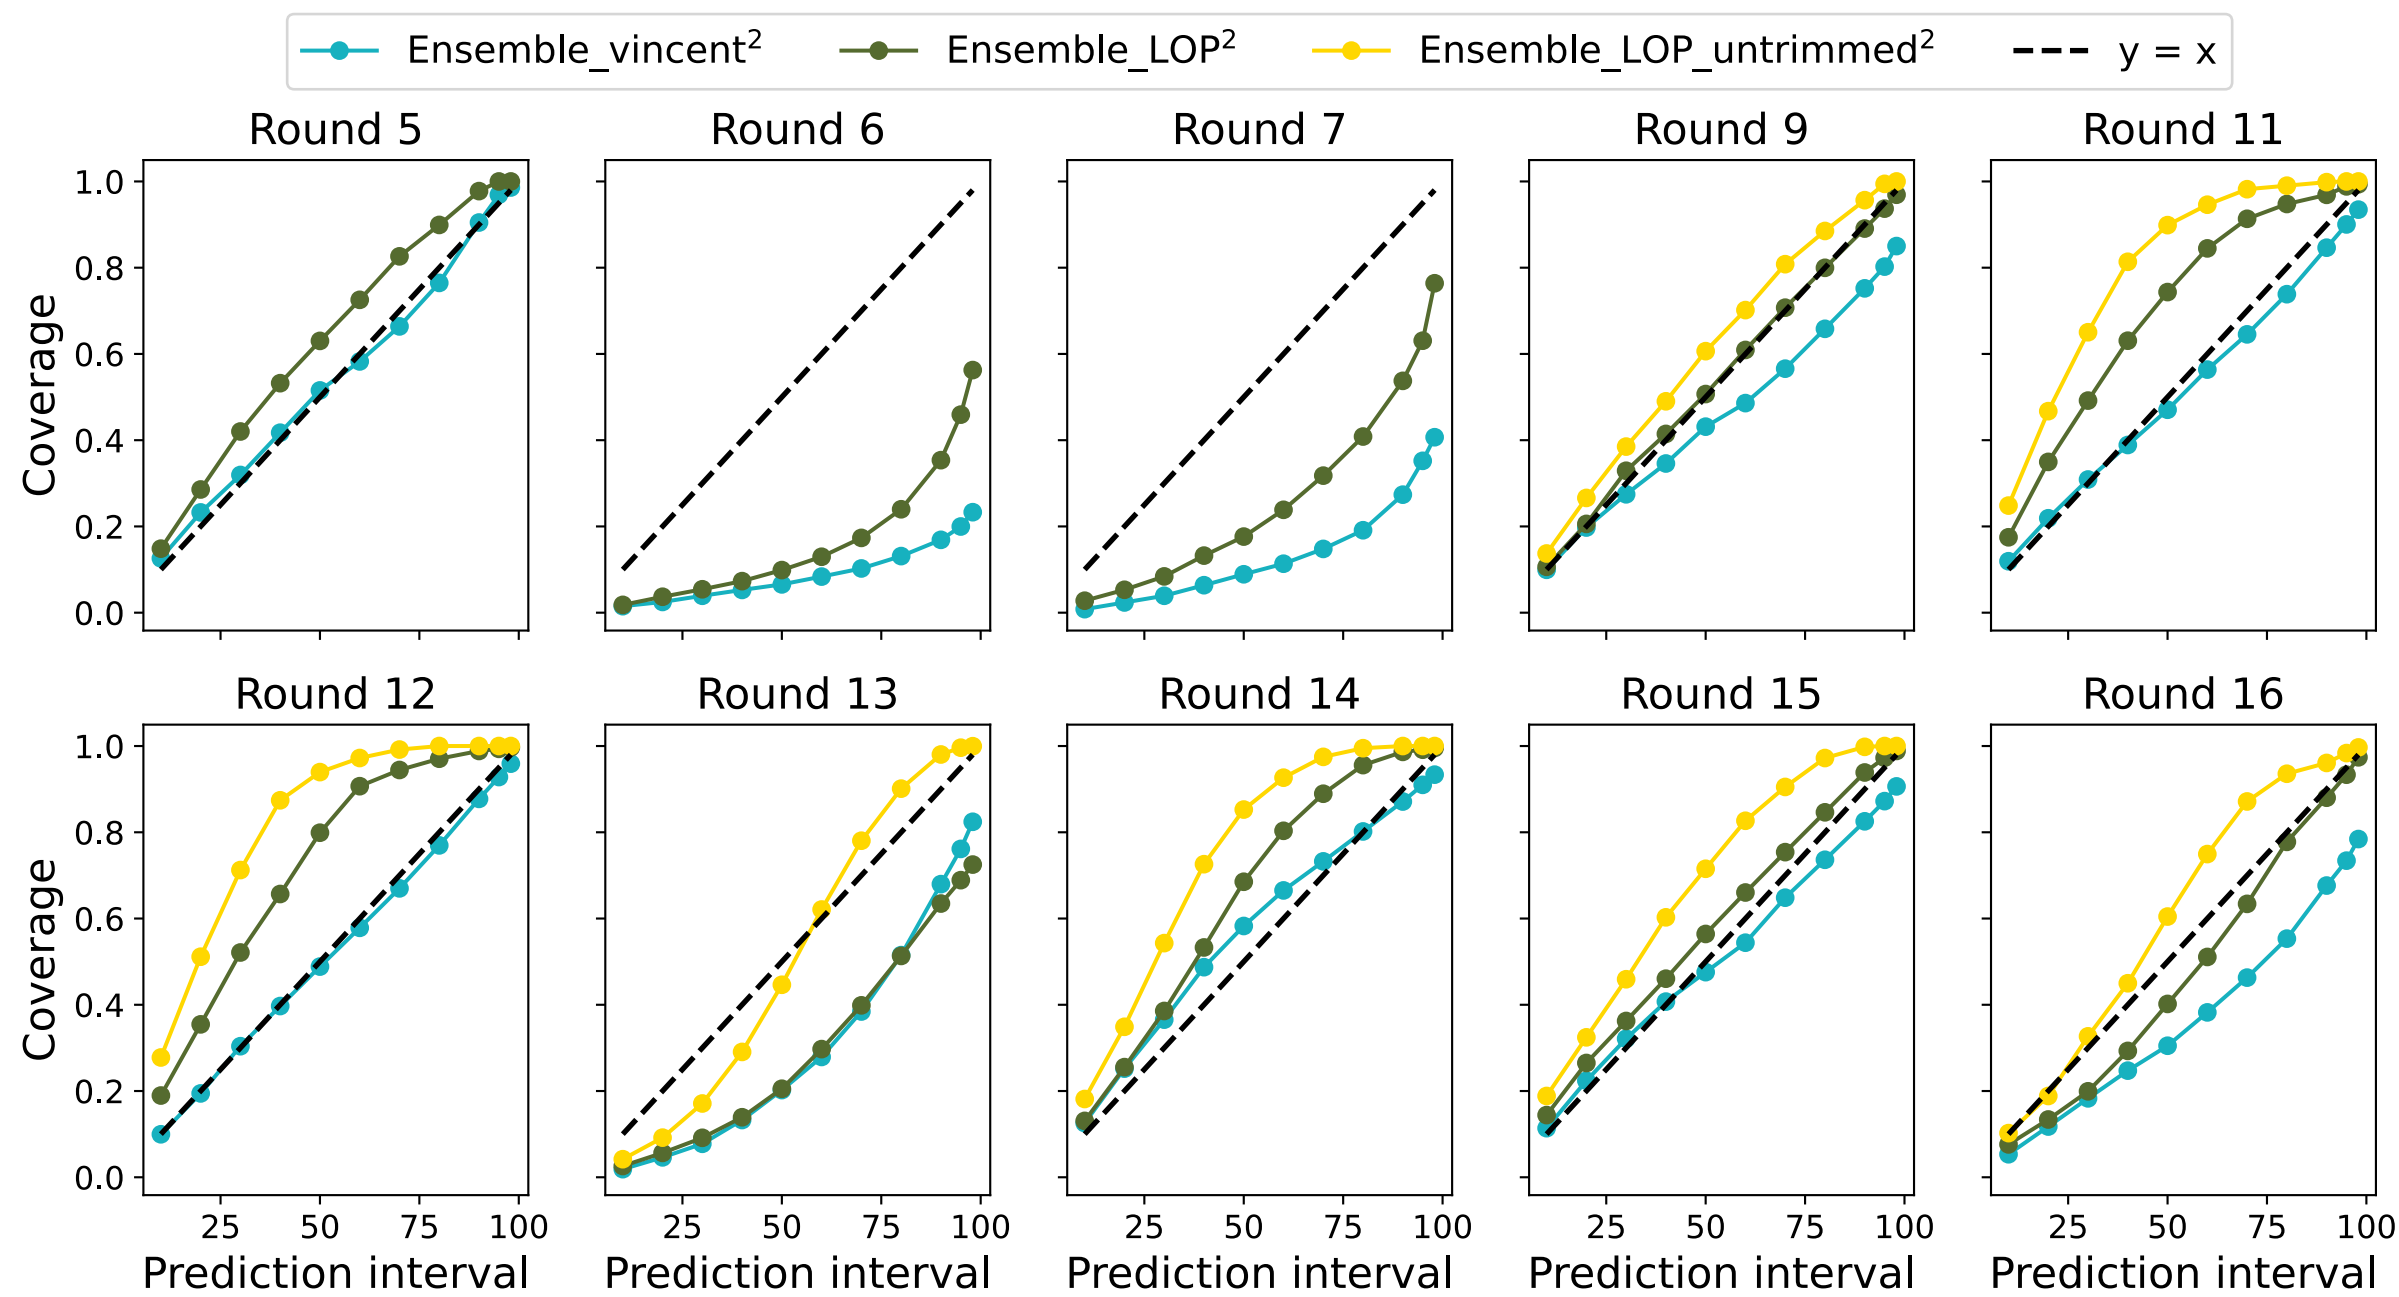 Ensemble_vincent² Ensemble_LOP² Ensemble_LOP_untrimmed² y = x
Round 5 Round 6 Round 7 Round 9 Round 11
1.0
0.8
0.6
0.4
0.2
0.0
Coverage
Round 12 Round 13 Round 14 Round 15 Round 16
1.0
0.8
0.6
0.4
0.2
0.0
Coverage
25 50 75 100 25 50 75 100 25 50 75 100 25 50 75 100 25 50 75 100
Prediction interval Prediction interval Prediction interval Prediction interval Prediction interval